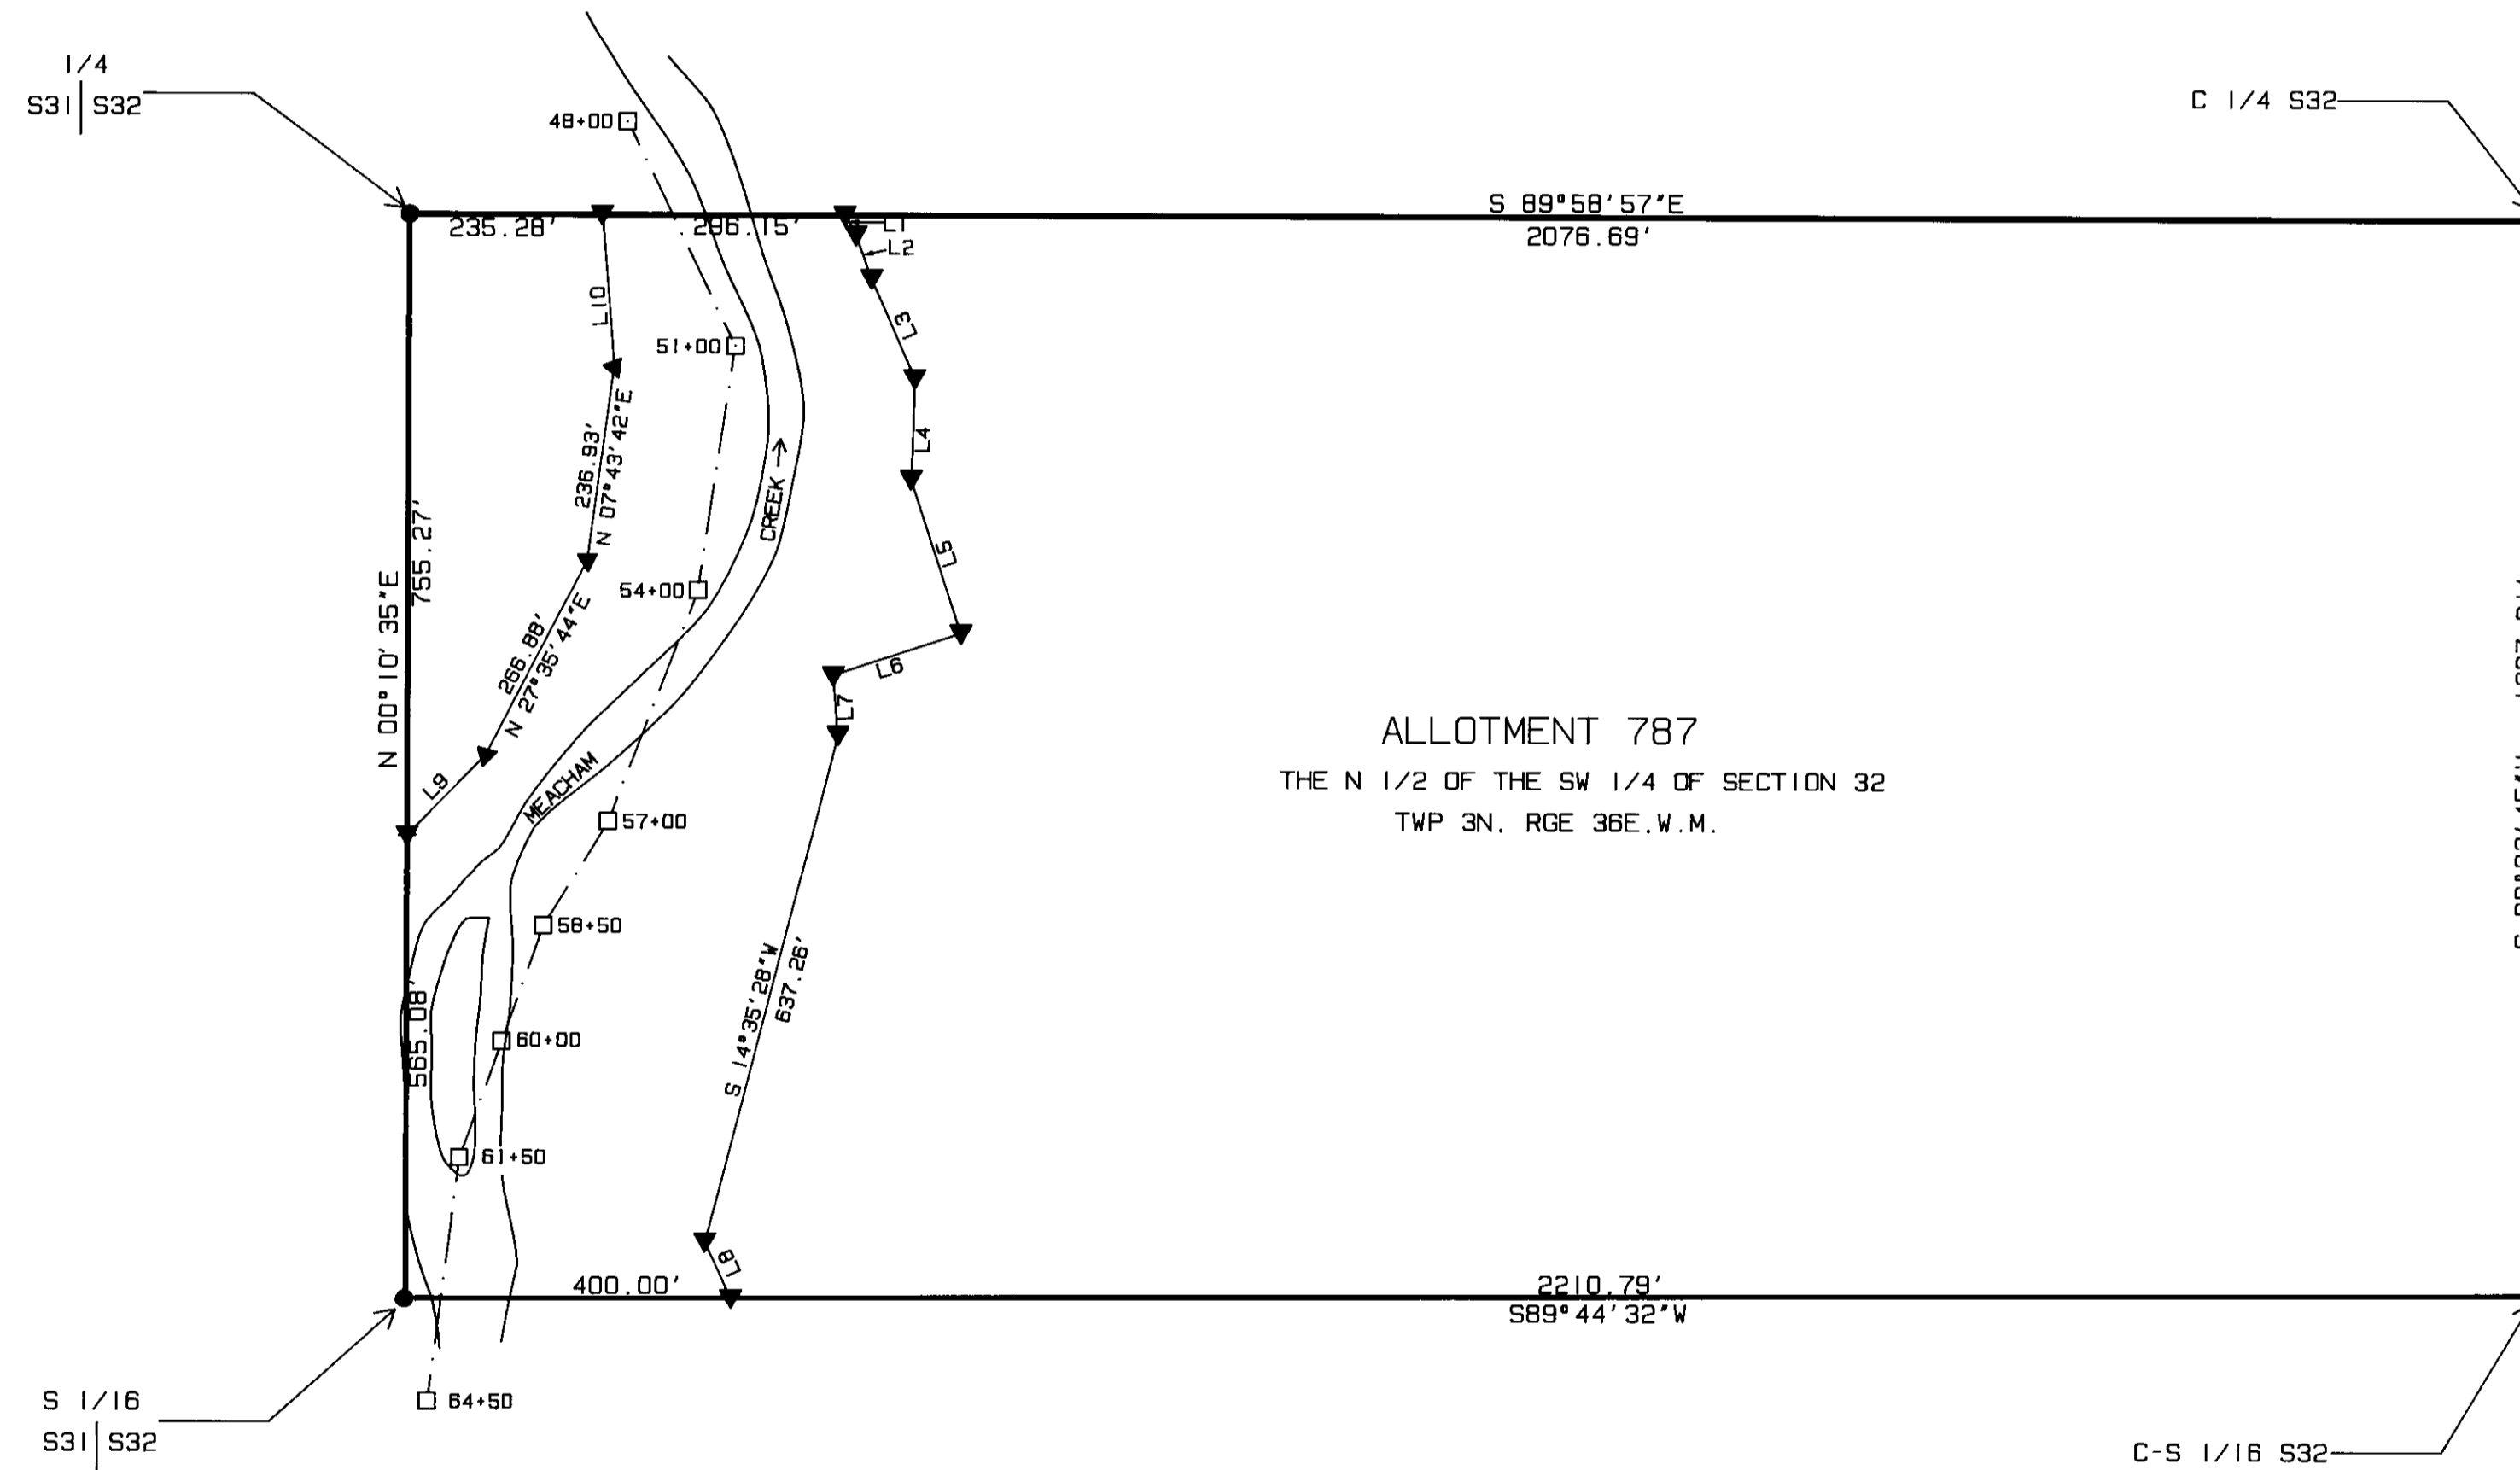 1/4
S31 | S32
C 1/4 S32
48+00
S 89°58'57"E
2076.69'
235.28'
296.15'
L1
L2
L10
L3
51+00
236.93'
N 07°43'42"E
L4
CREEK
755.27'
N 00°10'35"E
L5
54+00
266.88'
N 27°35'44"E
L6
L7
ALLOTMENT 787
THE N 1/2 OF THE SW 1/4 OF SECTION 32
TWP 3N. RGE 36E.W.M.
L9
MEACHAM
57+00
58+50
S 14°35'28"W
637.26'
565.08'
60+00
61+50
L8
400.00'
2210.79'
S89°44'32"W
S 1/16
S31 | S32
64+50
C-S 1/16 S32